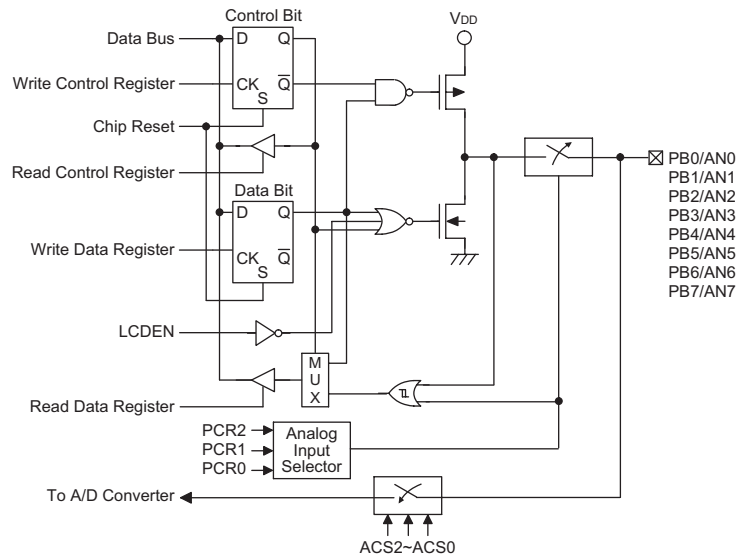 Control Bit
VDD
Data Bus
D
Q
Write Control Register
CK
Q
S
Chip Reset
Read Control Register
Data Bit
D
Q
Write Data Register
CK
Q
S
LCDEN
M
U
X
Read Data Register
PCR2
PCR1
PCR0
Analog
Input
Selector
To A/D Converter
ACS2~ACS0
PB0/AN0
PB1/AN1
PB2/AN2
PB3/AN3
PB4/AN4
PB5/AN5
PB6/AN6
PB7/AN7